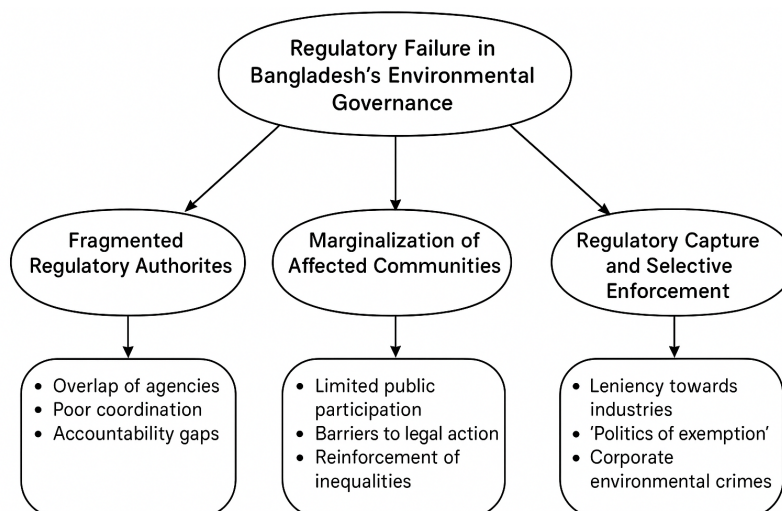 Regulatory Failure in
Bangladesh's Environmental
Governance
Fragmented
Regulatory Authorites
Marginalization of
Affected Communities
Regulatory Capture
and Selective
Enforcement
• Overlap of agencies
• Poor coordination
• Accountability gaps
• Limited public
participation
• Barriers to legal action
• Reinforcement of
inequalities
• Leniency towards
industries
• 'Politics of exemption'
• Corporate
environmental crimes